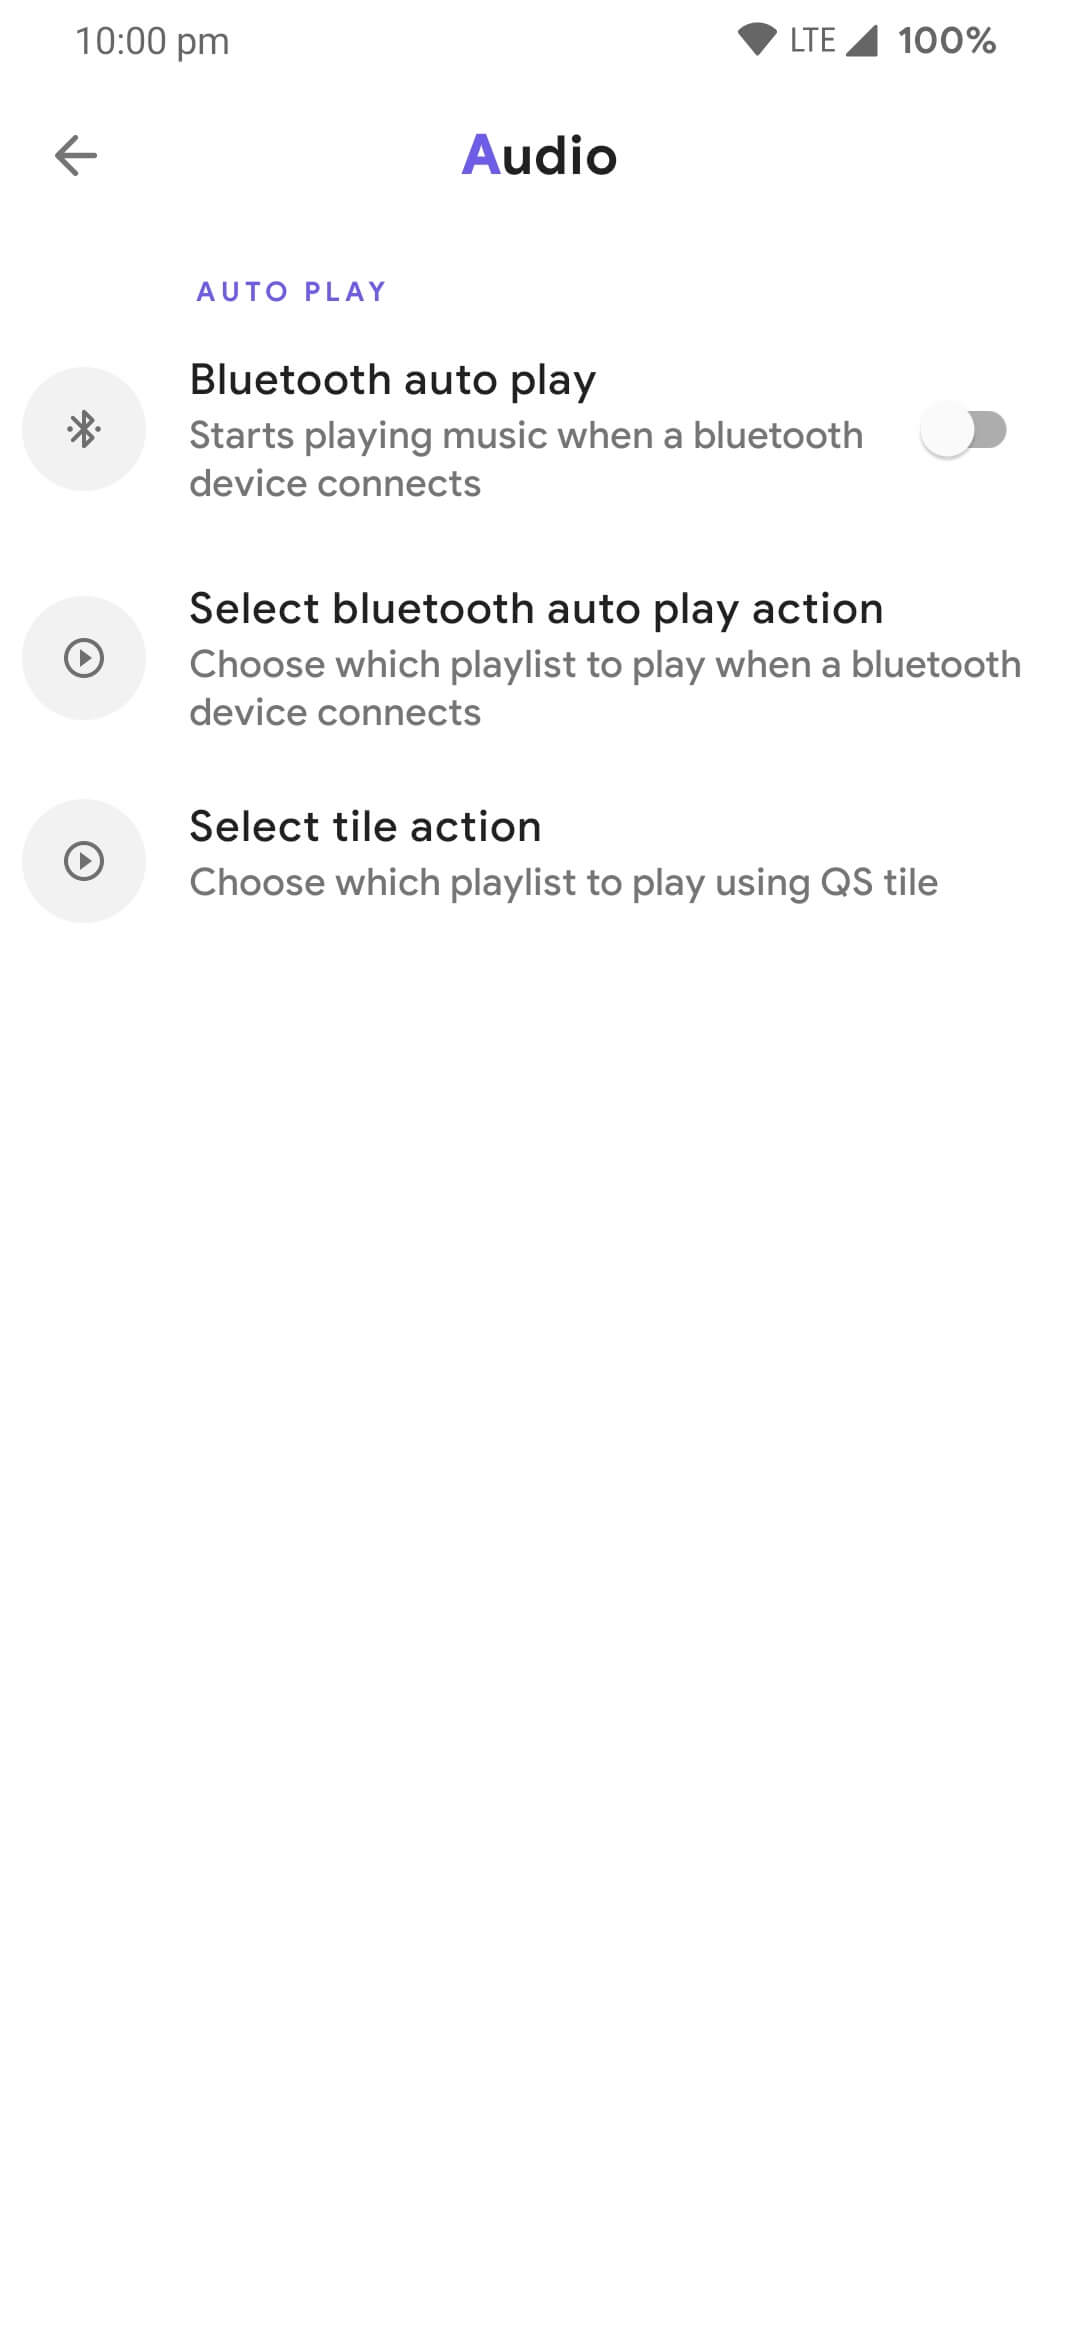 10:00 pm LTE 100%
Audio
AUTO PLAY
Bluetooth auto play
Starts playing music when a bluetooth
device connects
Select bluetooth auto play action
Choose which playlist to play when a bluetooth
device connects
Select tile action
Choose which playlist to play using QS tile